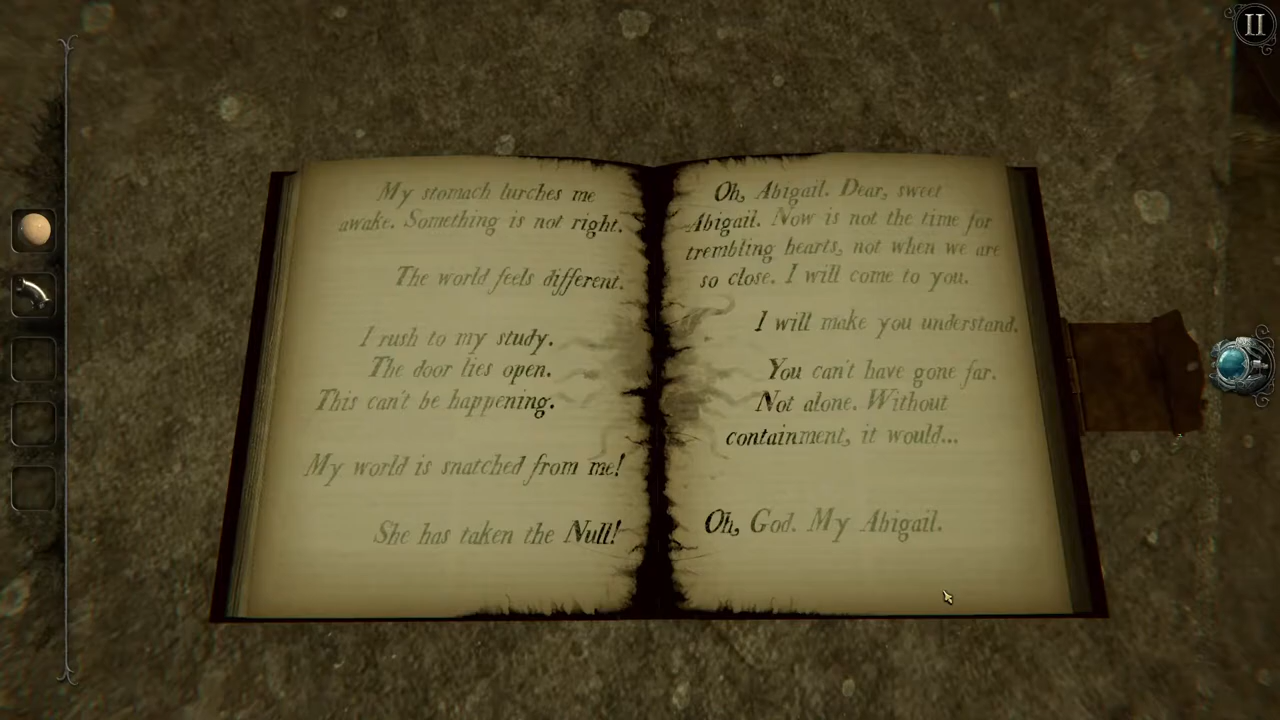 My stomach lurches me
awake. Something is not right.
The world feels different.
I rush to my study.
The door lies open.
This can't be happening.
My world is snatched from me!
She has taken the Null!
Oh, Abigail. Dear, sweet
Abigail. Now is not the time for
trembling hearts, not when we are
so close. I will come to you.
I will make you understand.
You can't have gone far.
Not alone. Without
containment, it would...
Oh, God. My Abigail.
II